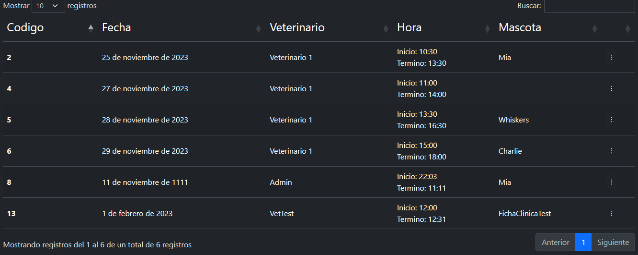 Mostrar 10 registros Buscar:
Codigo Fecha Veterinario Hora Mascota
2 25 de noviembre de 2023 Veterinario 1 Inicio: 10:30 Mia
Termino: 13:30
4 27 de noviembre de 2023 Veterinario 1 Inicio: 11:00
Termino: 14:00
5 28 de noviembre de 2023 Veterinario 1 Inicio: 13:30 Whiskers
Termino: 16:30
6 29 de noviembre de 2023 Veterinario 1 Inicio: 15:00 Charlie
Termino: 18:00
8 11 de noviembre de 1111 Admin Inicio: 22:03 Mia
Termino: 11:11
13 1 de febrero de 2023 VetTest Inicio: 12:00 FichaClinicaTest
Termino: 12:31
Mostrando registros del 1 al 6 de un total de 6 registros Anterior 1 Siguiente